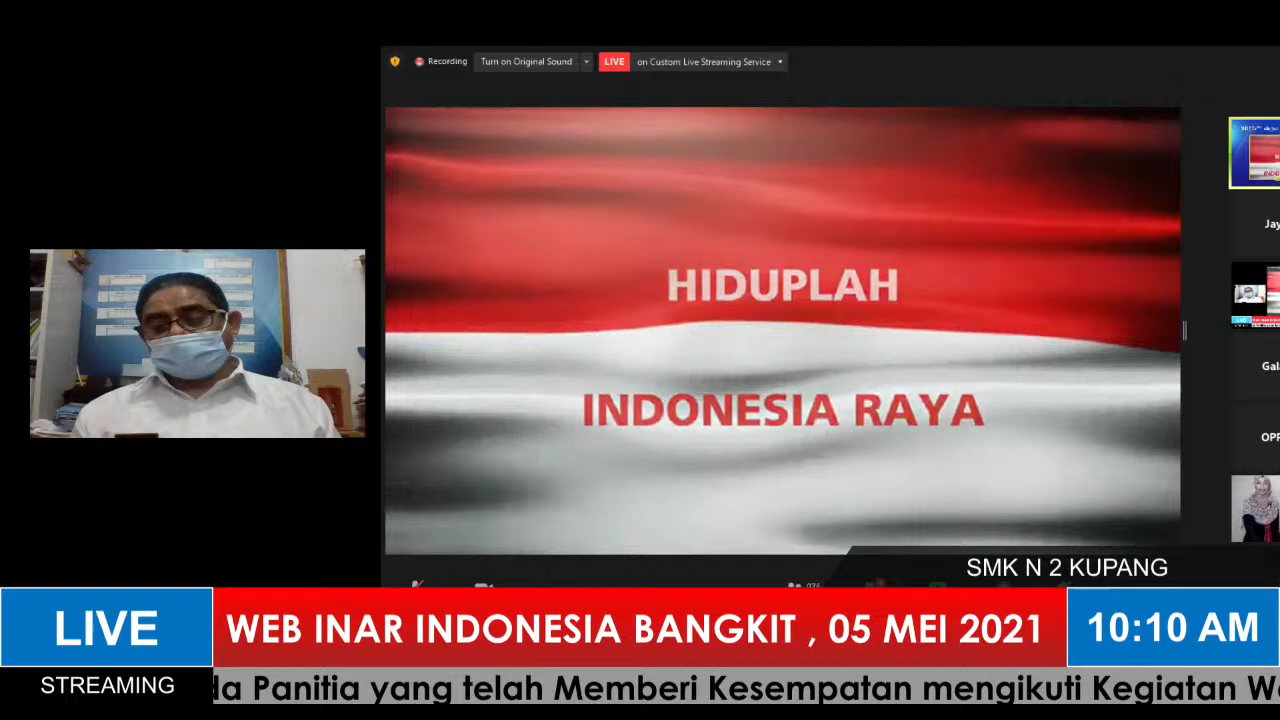 Recording
Turn on Original Sound
LIVE on Custom Live Streaming Service
HIDUPLAH
INDONESIA RAYA
SMK N 2 KUPANG
LIVE
WEB INAR INDONESIA BANGKIT , 05 MEI 2021
10:10 AM
STREAMING
da Panitia yang telah Memberi Kesempatan mengikuti Kegiatan W